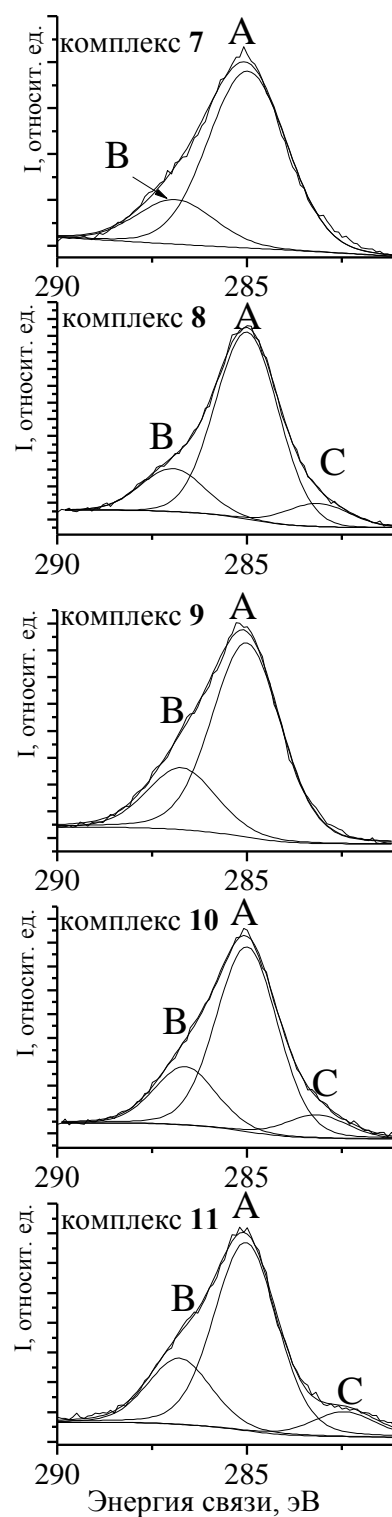 комплекс 7
A
B
I, относит. ед.
290
285
комплекс 8
A
B
C
I, относит. ед.
290
285
комплекс 9
A
B
I, относит. ед.
290
285
комплекс 10
A
B
C
I, относит. ед.
290
285
комплекс 11
A
B
C
I, относит. ед.
290
285
Энергия связи, эВ